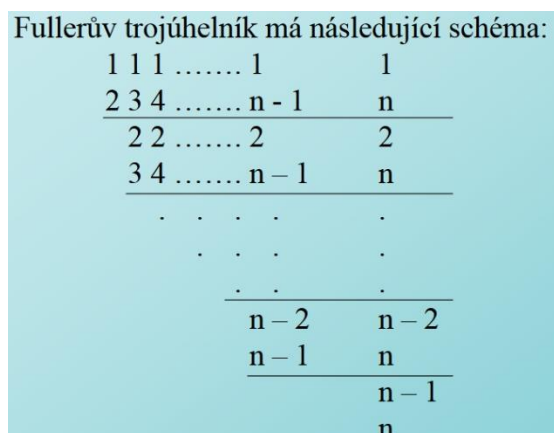 Fullerův trojúhelník má následující schéma:
1 1 1 ....... 1 1
2 3 4 ....... n - 1 n
2 2 ....... 2 2
3 4 ....... n – 1 n
. . . . .
. . . .
. . .
n – 2 n – 2
n – 1 n
n – 1
n